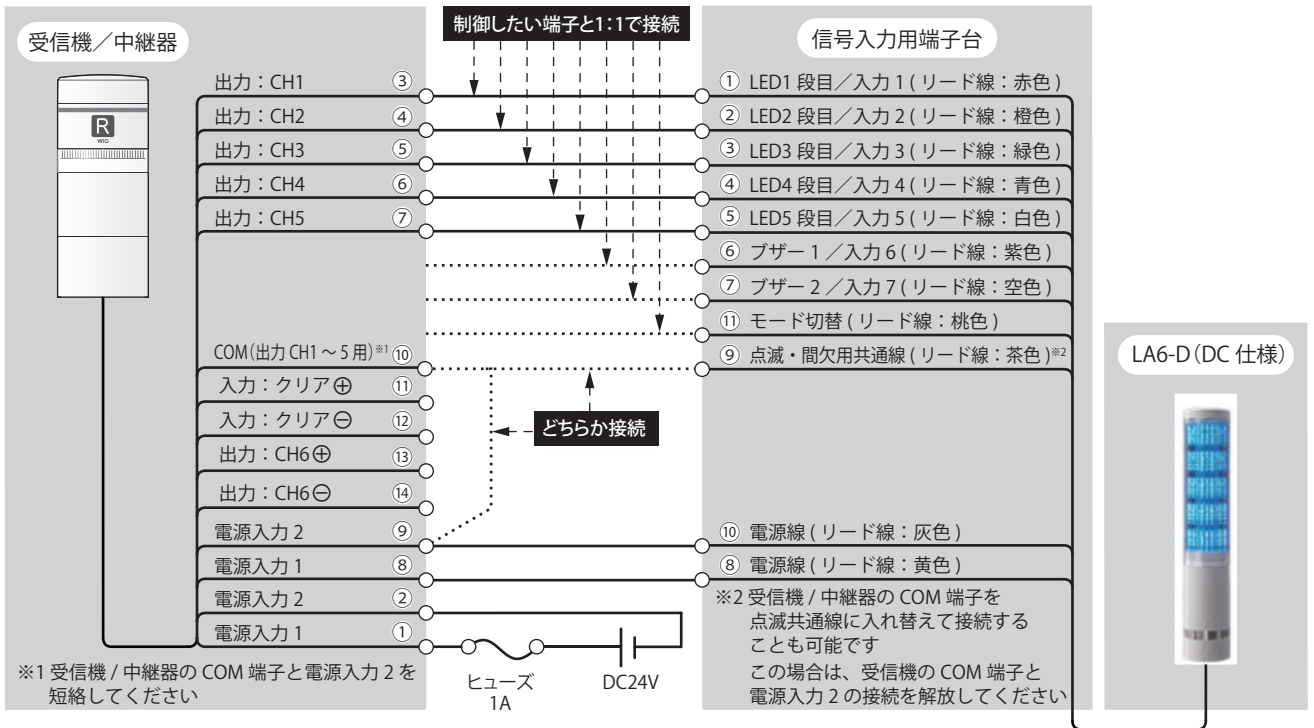 受信機／中継器
制御したい端子と1：1で接続
信号入力用端子台
R
WIO
出力：CH1 ③
出力：CH2 ④
出力：CH3 ⑤
出力：CH4 ⑥
出力：CH5 ⑦
COM（出力 CH1 ～ 5 用）※1 ⑩
入力：クリア⊕ ⑪
入力：クリア⊖ ⑫
出力：CH6⊕ ⑬
出力：CH6⊖ ⑭
電源入力 2 ⑨
電源入力 1 ⑧
電源入力 2 ②
電源入力 1 ①
※1 受信機 / 中継器の COM 端子と電源入力 2 を
短絡してください
どちらか接続
ヒューズ
1A
DC24V
① LED1 段目／入力 1 ( リード線：赤色 )
② LED2 段目／入力 2 ( リード線：橙色 )
③ LED3 段目／入力 3 ( リード線：緑色 )
④ LED4 段目／入力 4 ( リード線：青色 )
⑤ LED5 段目／入力 5 ( リード線：白色 )
⑥ ブザー 1 ／入力 6 ( リード線：紫色 )
⑦ ブザー 2 ／入力 7 ( リード線：空色 )
⑪ モード切替 ( リード線：桃色 )
⑨ 点滅・間欠用共通線 ( リード線：茶色 )※2
⑩ 電源線 ( リード線：灰色 )
⑧ 電源線 ( リード線：黄色 )
※2 受信機 / 中継器の COM 端子を
点滅共通線に入れ替えて接続する
ことも可能です
この場合は、受信機の COM 端子と
電源入力 2 の接続を解放してください
LA6-D（DC 仕様）